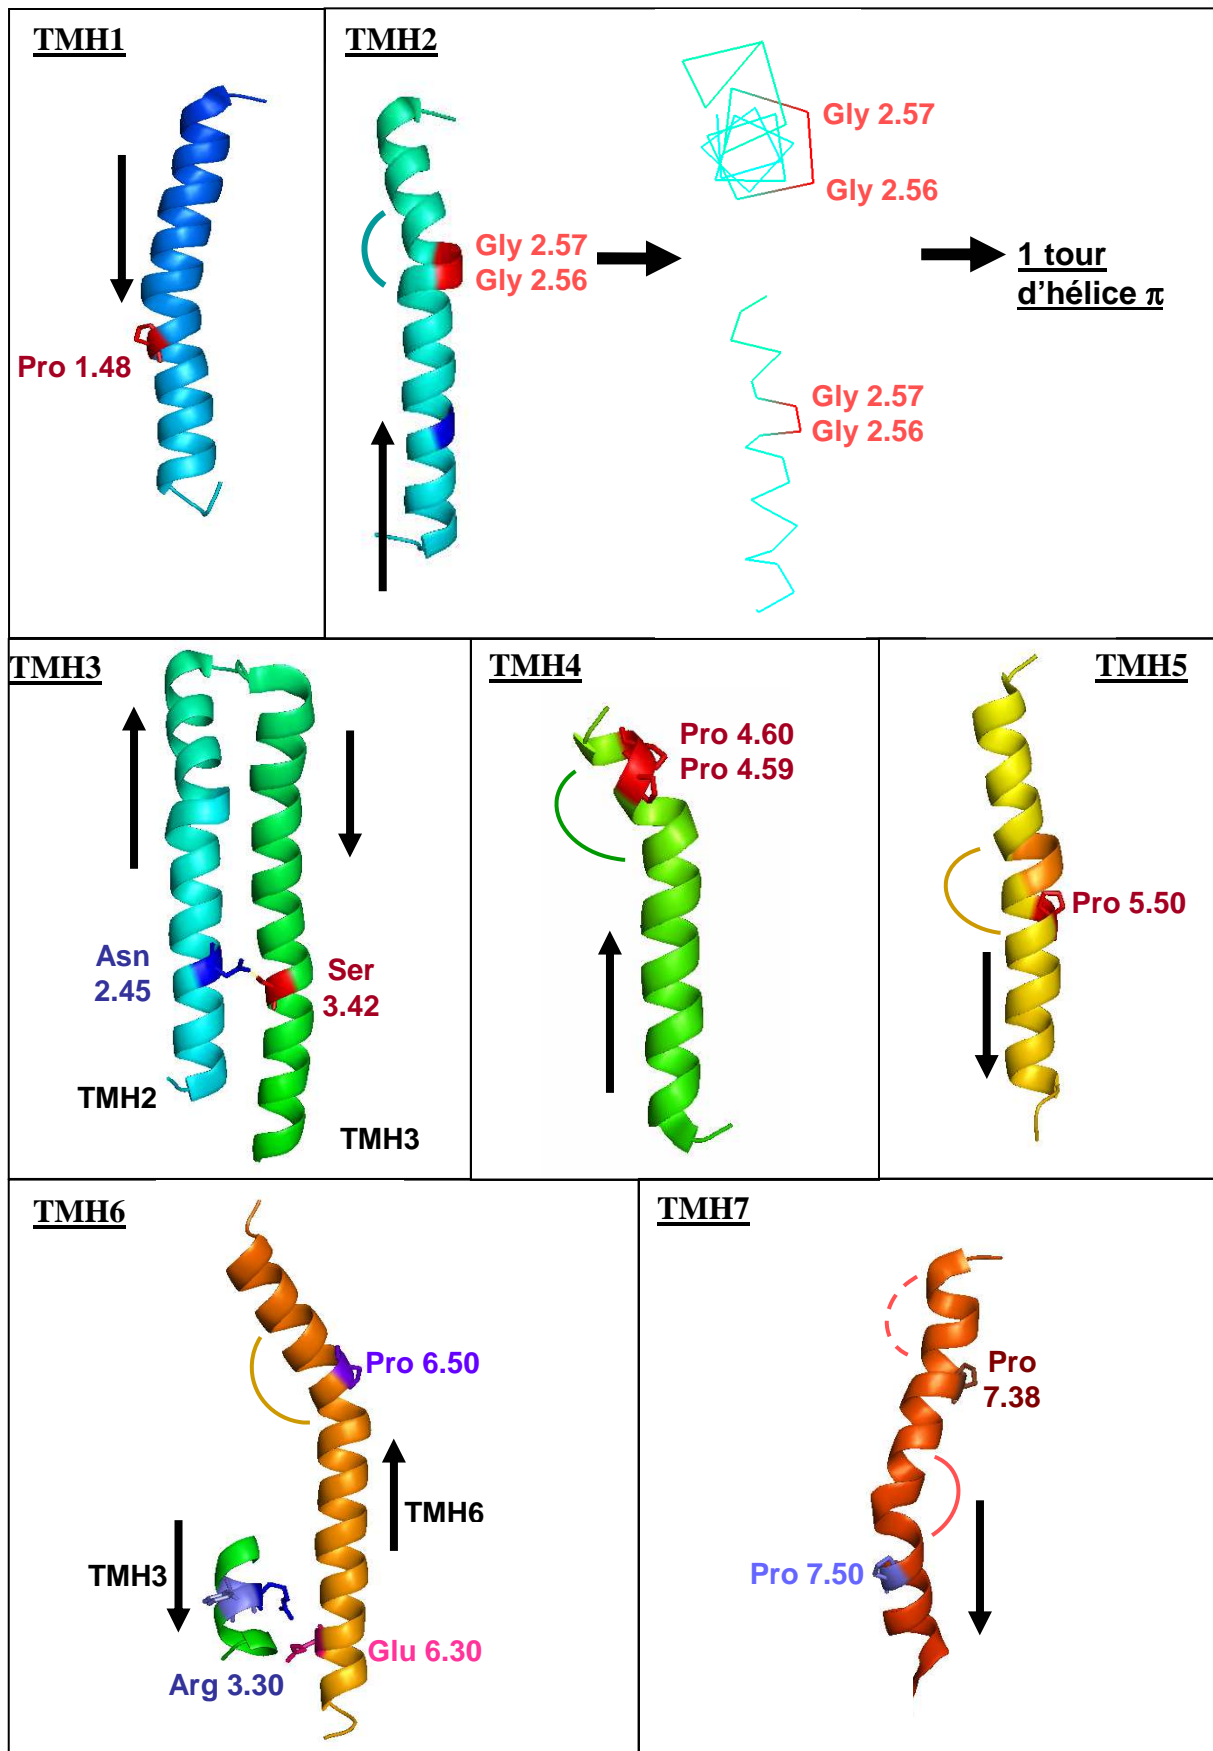 TMH1
Pro 1.48
TMH2
Gly 2.57
Gly 2.56
Gly 2.57
Gly 2.56
Gly 2.57
Gly 2.56
1 tour
d'hélice π
TMH3
Asn
2.45
Ser
3.42
TMH2
TMH3
TMH4
Pro 4.60
Pro 4.59
TMH5
Pro 5.50
TMH6
Pro 6.50
TMH6
TMH3
Glu 6.30
Arg 3.30
TMH7
Pro
7.38
Pro 7.50